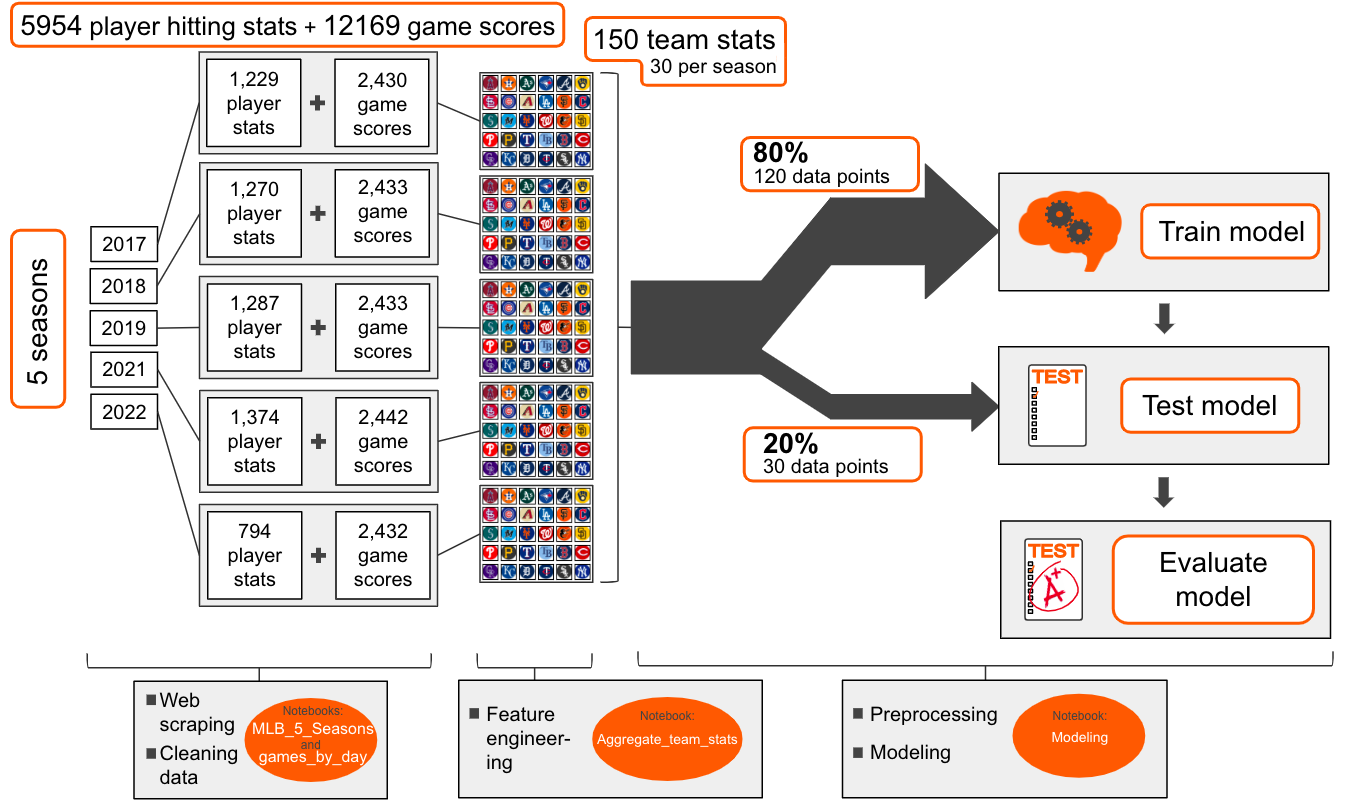 5954 player hitting stats + 12169 game scores
150 team stats
30 per season
5 seasons
2017
2018
2019
2021
2022
1,229
player
stats
2,430
game
scores
1,270
player
stats
2,433
game
scores
1,287
player
stats
2,433
game
scores
1,374
player
stats
2,442
game
scores
794
player
stats
2,432
game
scores
80%
120 data points
20%
30 data points
Train model
TEST
Test model
TEST
A+
Evaluate
model
Web
scraping
Cleaning
data
Notebooks:
MLB_5_Seasons
and
games_by_day
Feature
engineer-
ing
Notebook:
Aggregate_team_stats
Preprocessing
Modeling
Notebook:
Modeling